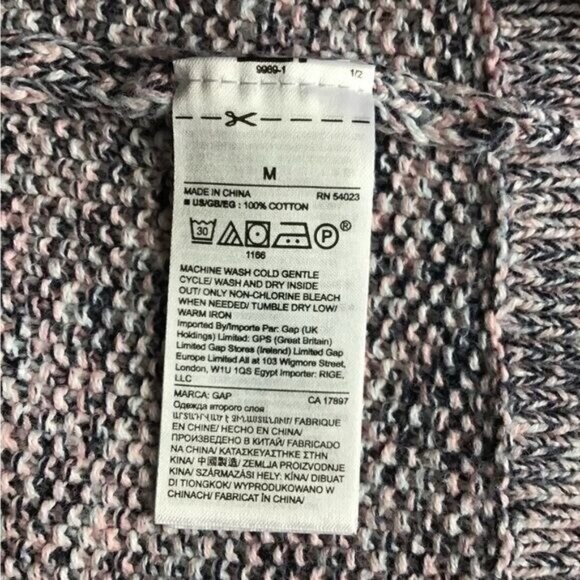 9989-1 1/2
M
MADE IN CHINA RN 54023
■ US/GB/EG : 100% COTTON
30 P ®
1166
MACHINE WASH COLD GENTLE
CYCLE/ WASH AND DRY INSIDE
OUT/ ONLY NON-CHLORINE BLEACH
WHEN NEEDED/ TUMBLE DRY LOW/
WARM IRON
Imported By/Importe Par: Gap (UK
Holdings) Limited: GPS (Great Britain)
Limited Gap Stores (Ireland) Limited Gap
Europe Limited All at 103 Wigmore Street,
London, W1U 1QS Egypt Importer: RIGE,
LLC
MARCA: GAP CA 17897
Одежда второго слоя
FABRIQUE
EN CHINE/ HECHO EN CHINA/
ПРОИЗВЕДЕНО В КИТАЙ/ FABRICADO
NA CHINA/ ΚΑΤΑΣΚΕΥΑΣΤΗΚΕ ΣΤΗΝ
ΚΙΝΑ/ 中國製造/ ZEMLJA PROIZVODNJE
KINA/ SZÁRMAZÁSI HELY: KÍNA/ DIBUAT
DI TIONGKOK/ WYPRODUKOWANO W
CHINACH/ FABRICAT ÎN CHINA/